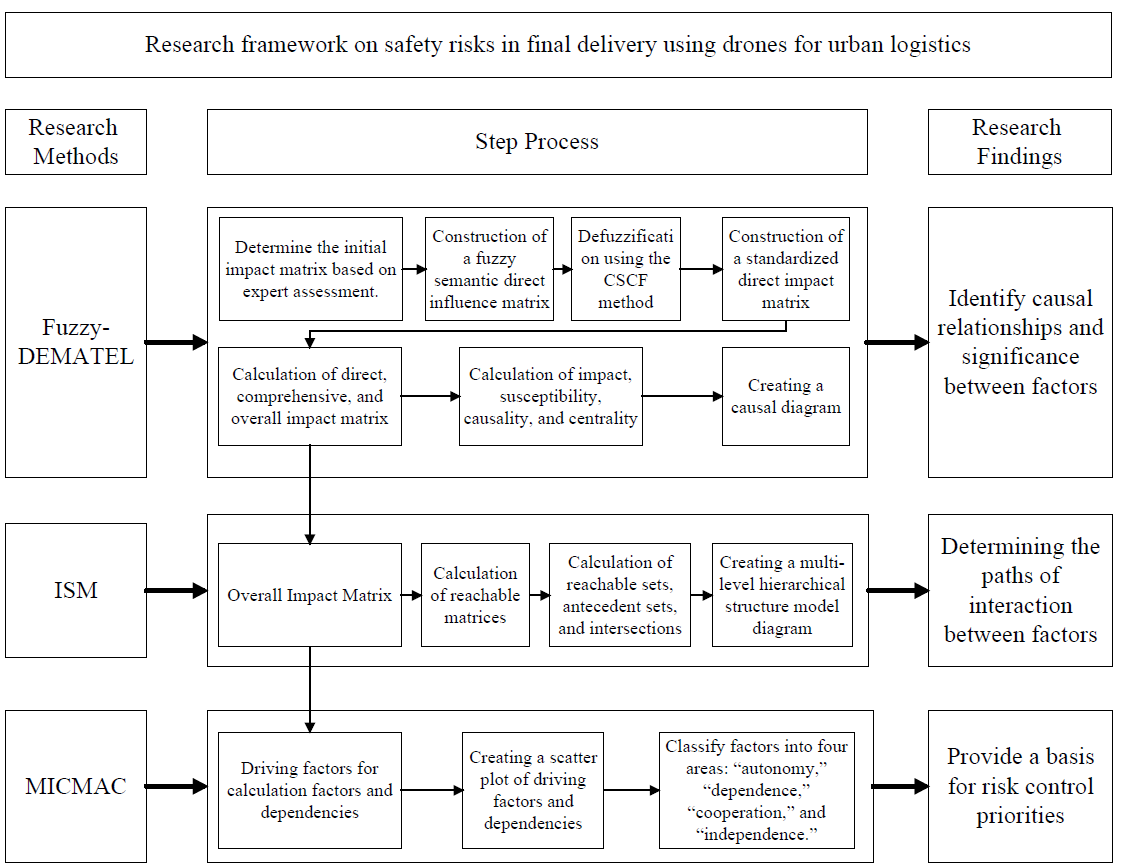 Research framework on safety risks in final delivery using drones for urban logistics
Research
Methods
Step Process
Research
Findings
Fuzzy-
DEMATEL
Determine the initial
impact matrix based on
expert assessment.
Construction of
a fuzzy
semantic direct
influence matrix
Defuzzificati
on using the
CSCF
method
Construction of
a standardized
direct impact
matrix
Calculation of direct,
comprehensive, and
overall impact matrix
Calculation of impact,
susceptibility,
causality, and centrality
Creating a
causal diagram
Identify causal
relationships and
significance
between factors
ISM
Overall Impact Matrix
Calculation
of reachable
matrices
Calculation of
reachable sets,
antecedent sets,
and intersections
Creating a multi-
level hierarchical
structure model
diagram
Determining the
paths of
interaction
between factors
MICMAC
Driving factors for
calculation factors and
dependencies
Creating a scatter
plot of driving
factors and
dependencies
Classify factors into four
areas: “autonomy,”
“dependence,”
“cooperation,” and
“independence.”
Provide a basis
for risk control
priorities